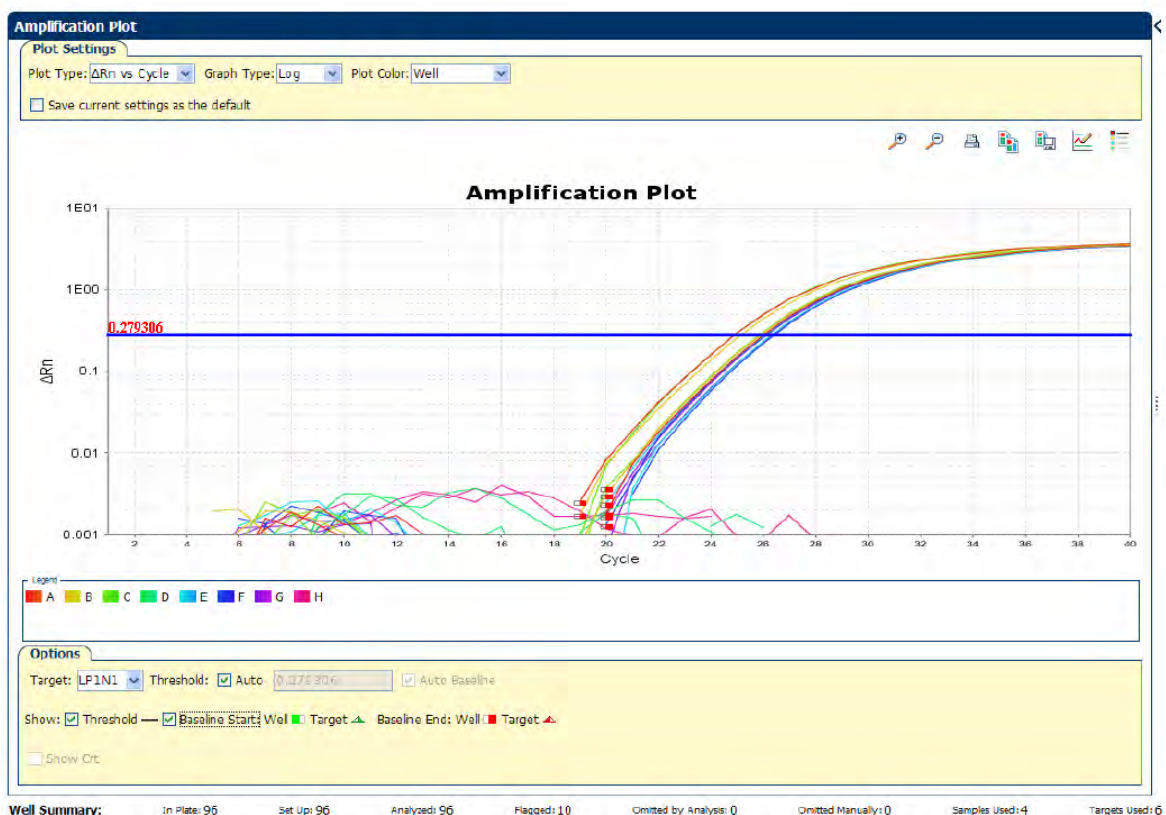 Amplification Plot
Plot Settings
Plot Type: ΔRn vs Cycle Graph Type: Log Plot Color: Well
Save current settings as the default
Amplification Plot
1E01
1E00
0.279306
0.1
0.01
0.001
ΔRn
2 4 6 8 10 12 14 16 18 20 22 24 26 28 30 32 34 36 38 40
Cycle
Legend
A B C D E F G H
Options
Target: LP1N1 Threshold: Auto 0.279306 Auto Baseline
Show: Threshold Baseline Start: Well Target Baseline End: Well Target
Show Crt
Well Summary: In Plate: 96 Set Up: 96 Analyzed: 96 Flagged: 10 Omitted by Analysis: 0 Omitted Manually: 0 Samples Used: 4 Targets Used: 6